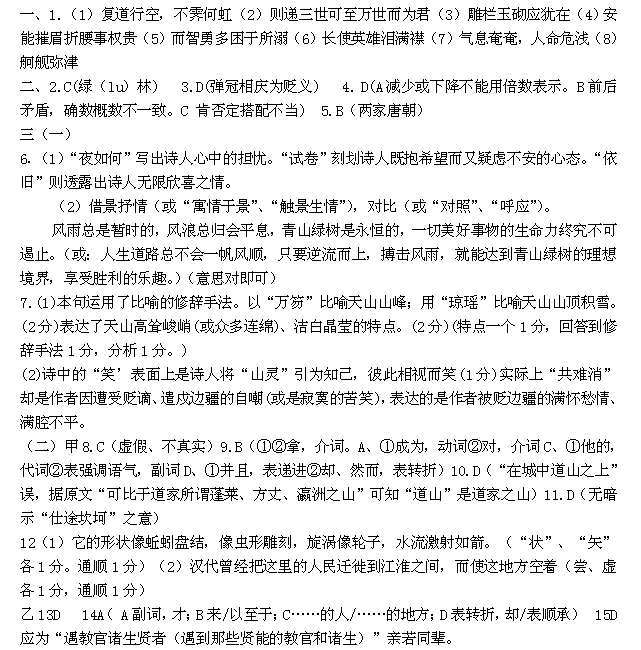 一、1.（1）复道行空，不霁何虹（2）则递三世可至万世而为君（3）雕栏玉砌应犹在（4）安
能摧眉折腰事权贵（5）而智勇多困于所溺（6）长使英雄泪满襟（7）气息奄奄，人命危浅（8）
舸舰弥津
二、2.C(绿（lu）林)　3.D(弹冠相庆为贬义)　4. D(A减少或下降不能用倍数表示。B前后
矛盾，确数概数不一致。C 肯否定搭配不当） 5.B（两家唐朝）
三（一）
6.（1）“夜如何”写出诗人心中的担忧。“试卷”刻划诗人既抱希望而又疑虑不安的心态。“依
旧”则透露出诗人无限欣喜之情。
（2）借景抒情（或“寓情于景”、“触景生情”），对比（或“对照”、“呼应”）。
风雨总是暂时的，风浪总归会平息，青山绿树是永恒的，一切美好事物的生命力终究不可
遏止。（或：人生道路总不会一帆风顺，只要逆流而上，搏击风雨，就能达到青山绿树的理想
境界，享受胜利的乐趣。）（意思对即可）
7.(1)本句运用了比喻的修辞手法。以“万笏”比喻天山山峰；用“琼瑶”比喻天山山顶积雪。
(2分)表达了天山高耸峻峭(或众多连绵)、洁白晶莹的特点。(2分)(特点一个1分，回答到修
辞手法1分，分析1分。)
(2)诗中的“笑’表面上是诗人将“山灵”引为知己，彼此相视而笑(1分)实际上“共难消”
却是作者因遭受贬谪、遣戍边疆的自嘲(或是寂寞的苦笑)，表达的是作者被贬边疆的满怀愁情、
满腔不平。
（二）甲8.C（虚假、不真实）9.B（①②拿，介词。A、①成为，动词②对，介词C、①他的，
代词②表强调语气，副词D、①并且，表递进②却、然而，表转折）10.D（“在城中道山之上”
误，据原文“可比于道家所谓蓬莱、方丈、瀛洲之山”可知“道山”是道家之山）11.D（无暗
示“仕途坎坷”之意）
12（1）它的形状像蚯蚓盘结，像虫形雕刻，旋涡像轮子，水流激射如箭。（“状”、“矢”
各1分。通顺1分）（2）汉代曾经把这里的人民迁徙到江淮之间，而使这地方空着（尝、虚
各1分，通顺1分）
乙13D　14A（ A副词，才；B来/以至于；C……的人/……的地方；D表转折，却/表顺承）　15D
应为“遇教官诸生贤者（遇到那些贤能的教官和诸生）”亲若同辈。